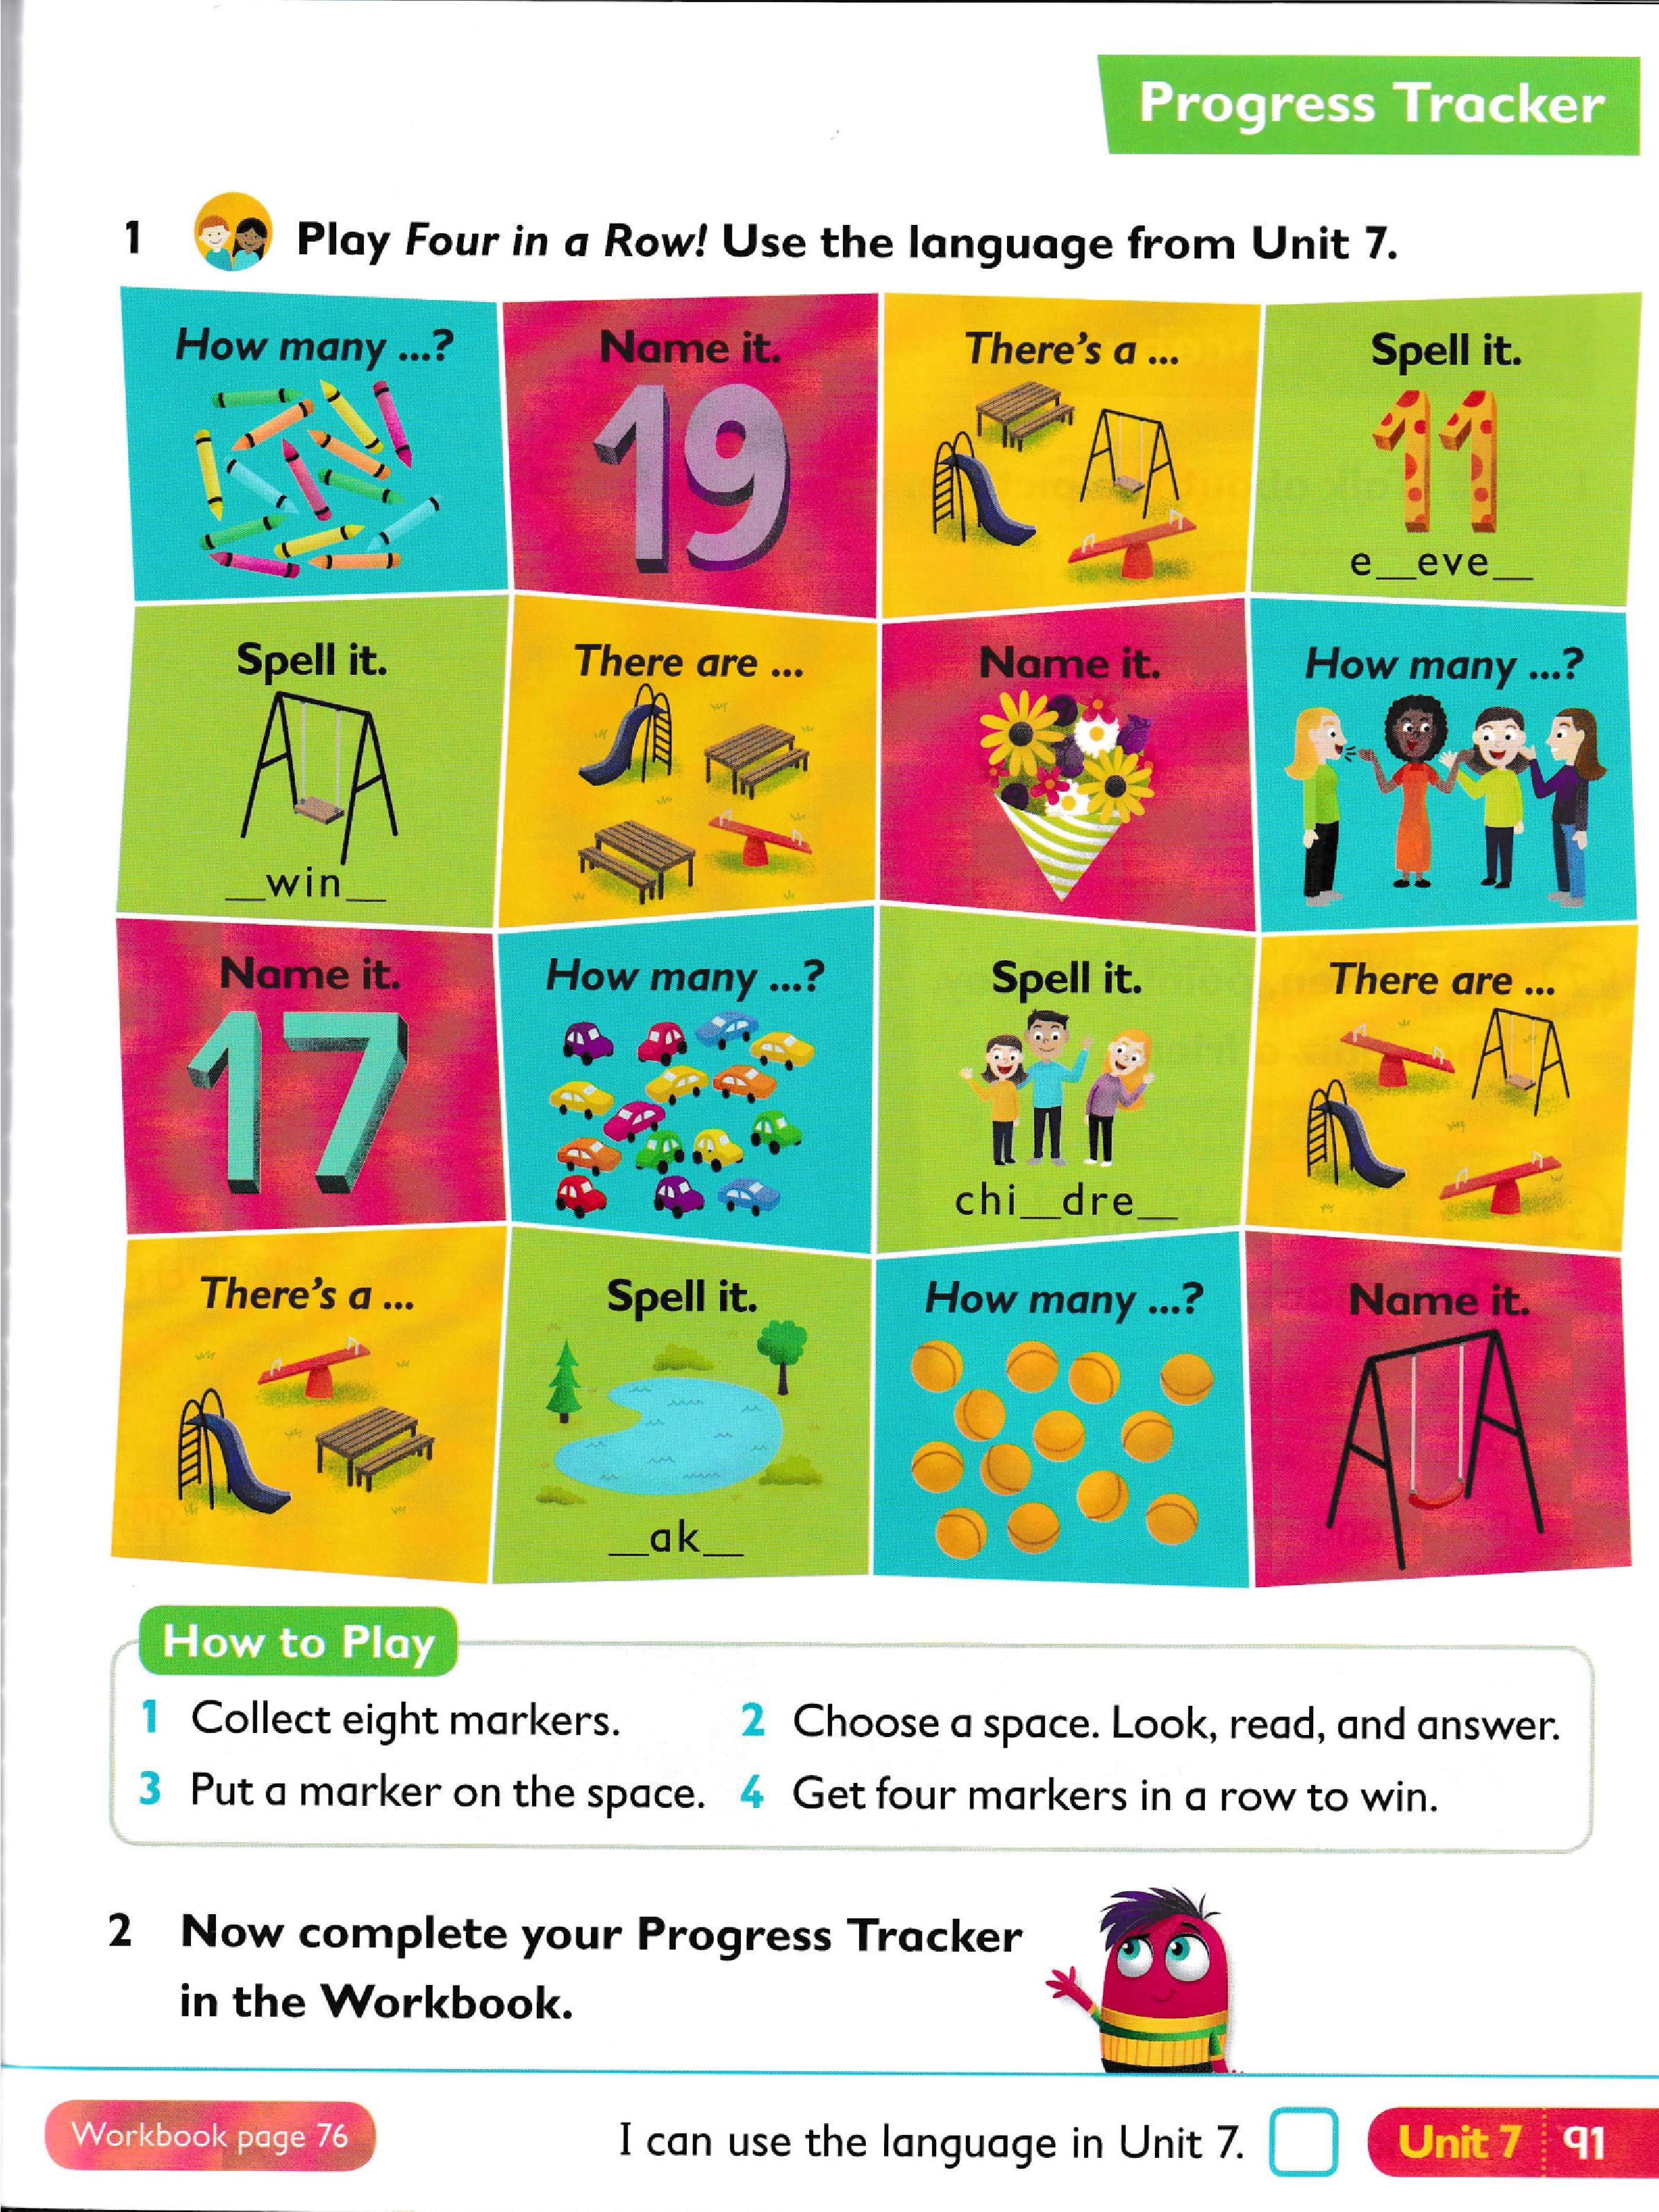 Progress Tracker
1 Play Four in a Row! Use the language from Unit 7.
How many ...?
Name it.
19
There's a ...
Spell it.
11
e__eve__
Spell it.
__win__
There are ...
Name it.
How many ...?
Name it.
17
How many ...?
Spell it.
chi__dre__
There are ...
There's a ...
Spell it.
__ak__
How many ...?
Name it.
How to Play
1 Collect eight markers.
2 Choose a space. Look, read, and answer.
3 Put a marker on the space.
4 Get four markers in a row to win.
2 Now complete your Progress Tracker
in the Workbook.
Workbook page 76
I can use the language in Unit 7.
Unit 7 91